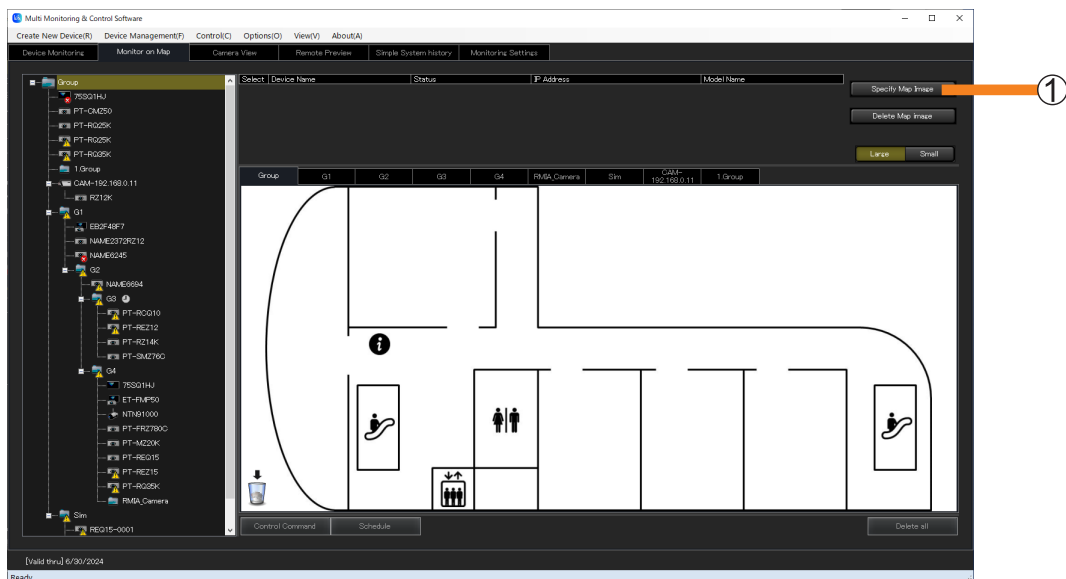 Multi Monitoring & Control Software
Create New Device(R) Device Management(F) Control(C) Options(O) View(V) About(A)
Device Monitoring Monitor on Map Camera View Remote Preview Simple System history Monitoring Settings
Select Device Name Status IP Address Model Name
Specify Map Image
①
Delete Map Image
Large Small
Group
75SQ1HJ
PT-CMZ50
PT-RQ25K
PT-RQ25K
PT-RQ35K
1.Group
CAM-192.168.0.11
RZ12K
G1
EB2F48F7
NAME2372RZ12
NAME6245
G2
NAME6694
G3
PT-RCQ10
PT-REZ12
PT-RZ14K
PT-SMZ76C
G4
75SQ1HJ
ET-FMP50
NTN91000
PT-FRZ780C
PT-MZ20K
PT-REQ15
PT-REZ15
PT-RQ35K
RMIA_Camera
Sim
REQ15-0001
Group G1 G2 G3 G4 RMIA_Camera Sim CAM-192.168.0.11 1.Group
Control Command Schedule Delete all
[Valid thru] 6/30/2024
Ready